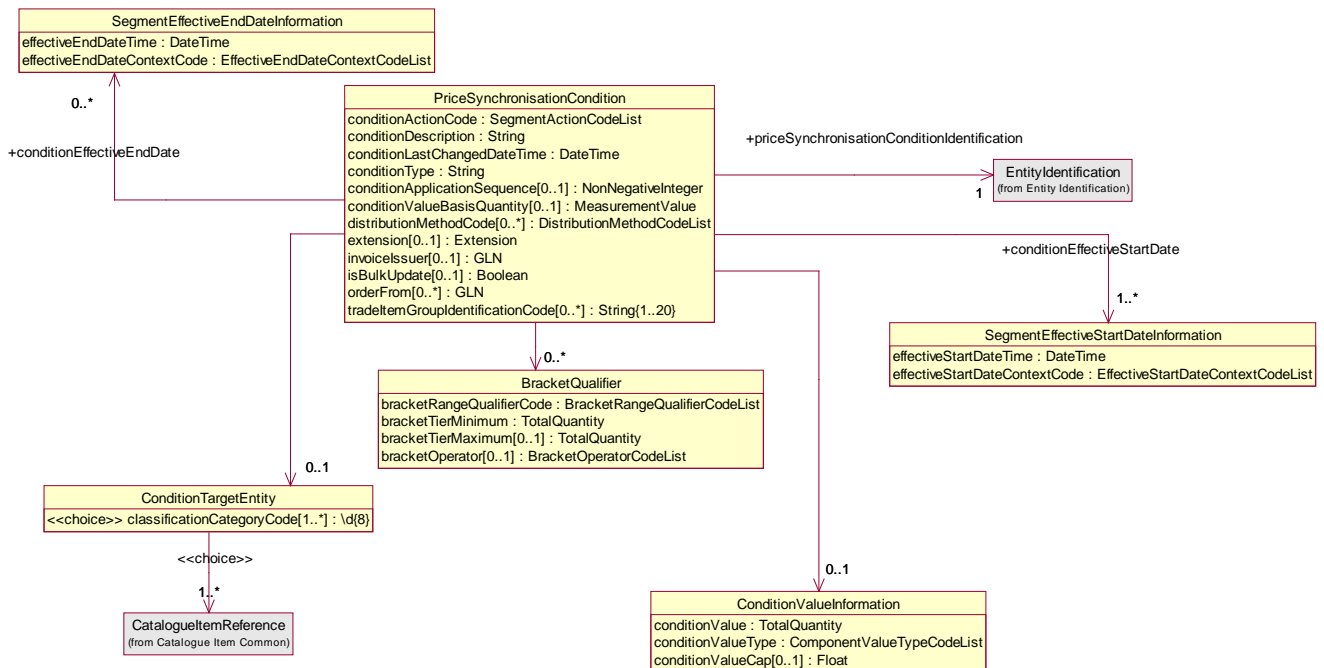 SegmentEffectiveEndDateInformation
effectiveEndDateTime : DateTime
effectiveEndDateContextCode : EffectiveEndDateContextCodeList
0..*
+conditionEffectiveEndDate
PriceSynchronisationCondition
conditionActionCode : SegmentActionCodeList
conditionDescription : String
conditionLastChangedDateTime : DateTime
conditionType : String
conditionApplicationSequence[0..1] : NonNegativeInteger
conditionValueBasisQuantity[0..1] : MeasurementValue
distributionMethodCode[0..*] : DistributionMethodCodeList
extension[0..1] : Extension
invoiceIssuer[0..1] : GLN
isBulkUpdate[0..1] : Boolean
orderFrom[0..*] : GLN
tradeItemGroupIdentificationCode[0..*] : String{1..20}
+priceSynchronisationConditionIdentification
EntityIdentification
(from Entity Identification)
1
+conditionEffectiveStartDate
1..*
SegmentEffectiveStartDateInformation
effectiveStartDateTime : DateTime
effectiveStartDateContextCode : EffectiveStartDateContextCodeList
0..*
BracketQualifier
bracketRangeQualifierCode : BracketRangeQualifierCodeList
bracketTierMinimum : TotalQuantity
bracketTierMaximum[0..1] : TotalQuantity
bracketOperator[0..1] : BracketOperatorCodeList
0..1
ConditionTargetEntity
<<choice>> classificationCategoryCode[1..*] : \d{8}
<<choice>>
1..*
CatalogueItemReference
(from Catalogue Item Common)
0..1
ConditionValueInformation
conditionValue : TotalQuantity
conditionValueType : ComponentValueTypeCodeList
conditionValueCap[0..1] : Float